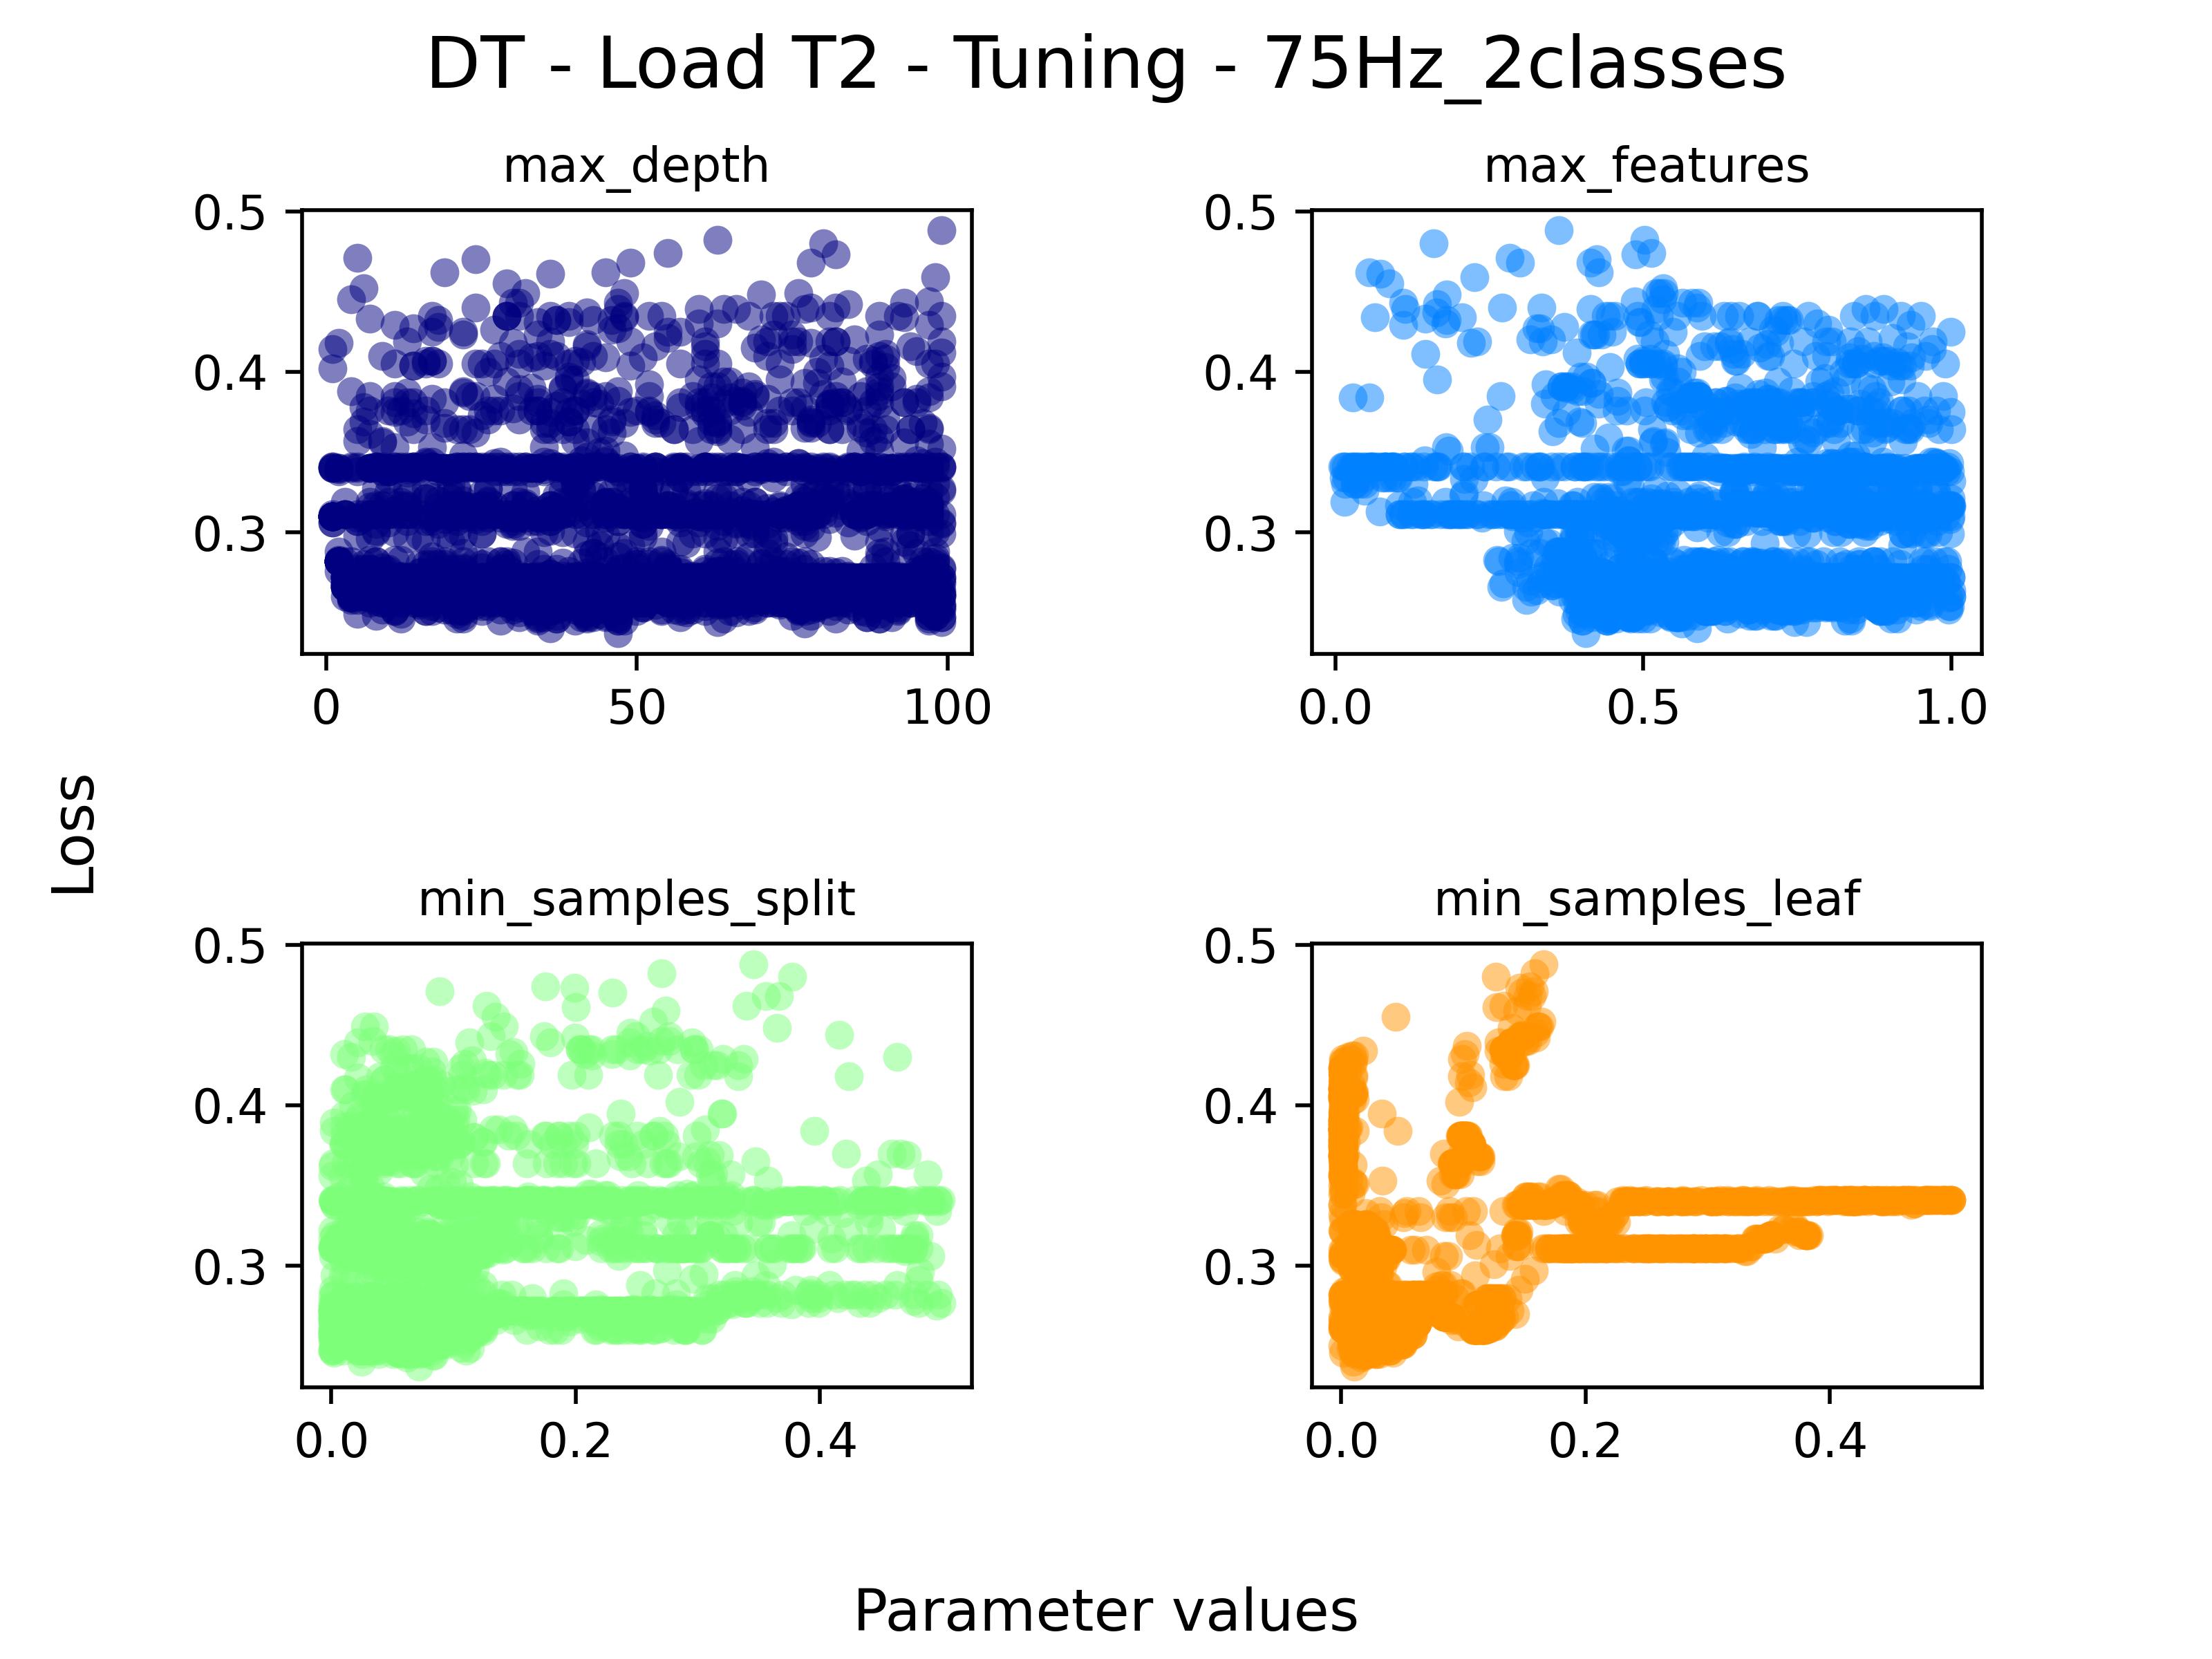 DT - Load T2 - Tuning - 75Hz_2classes
max_depth
0.5
0.4
0.3
0 50 100
max_features
0.5
0.4
0.3
0.0 0.5 1.0
Loss
min_samples_split
0.5
0.4
0.3
0.0 0.2 0.4
min_samples_leaf
0.5
0.4
0.3
0.0 0.2 0.4
Parameter values